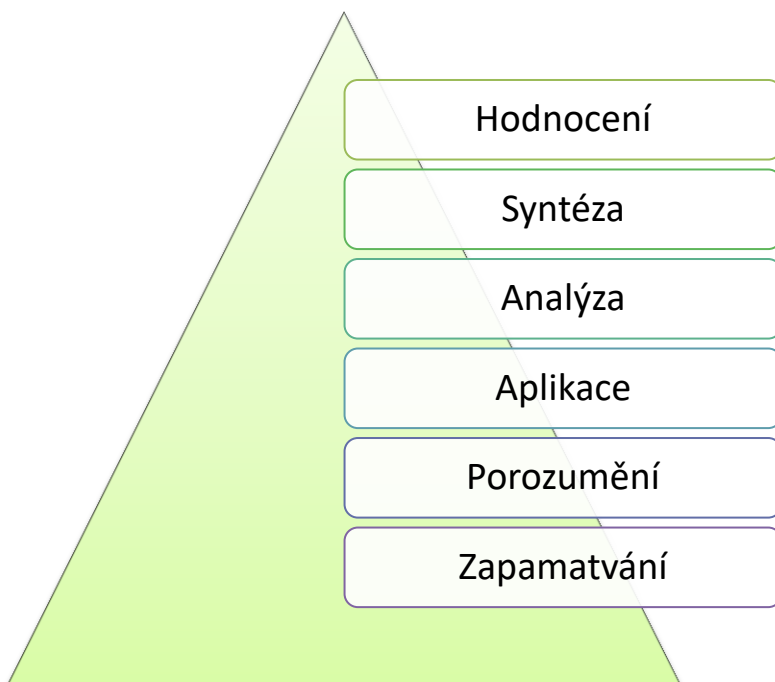 Hodnocení
Syntéza
Analýza
Aplikace
Porozumění
Zapamatvání